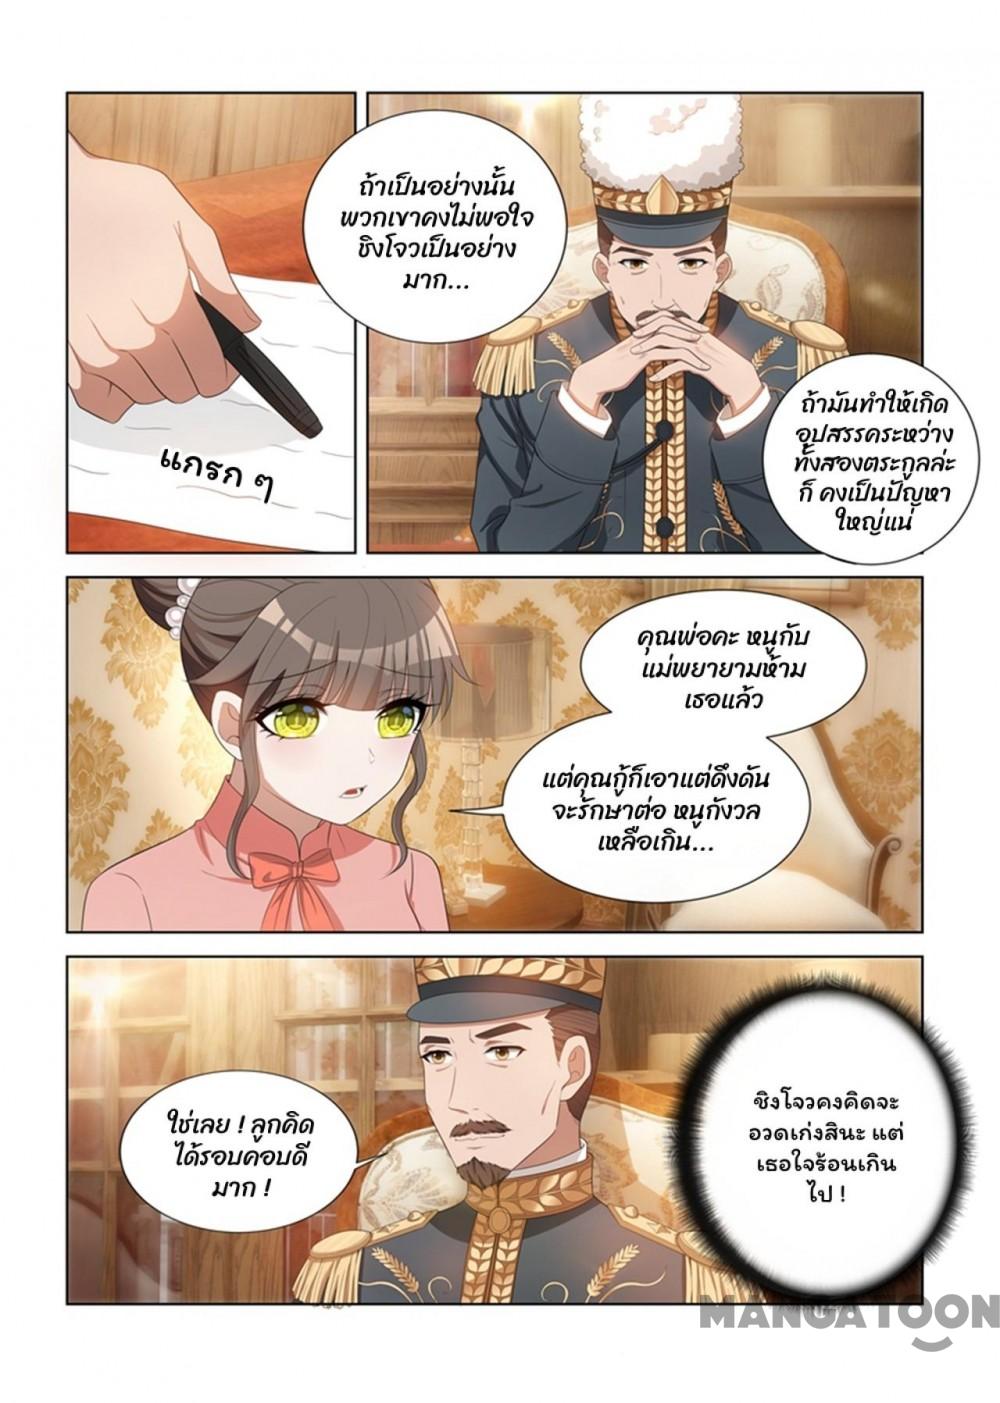 ถ้าเป็นอย่างนั้น
พวกเขาคงไม่พอใจ
ชิงโจวเป็นอย่าง
มาก...
ถ้ามันทำให้เกิด
อุปสรรคระหว่าง
ทั้งสองตระกูลล่ะ
ก็ คงเป็นปัญหา
ใหญ่แน่
แกรก ๆ
คุณพ่อคะ หนูกับ
แม่พยายามห้าม
เธอแล้ว
แต่คุณกู้ก็เอาแต่ดึงดัน
จะรักษาต่อ หนูกังวล
เหลือเกิน...
ใช่เลย ! ลูกคิด
ได้รอบคอบดี
มาก !
ชิงโจวคงคิดจะ
อวดเก่งสินะ แต่
เธอใจร้อนเกิน
ไป !
MANGATOON